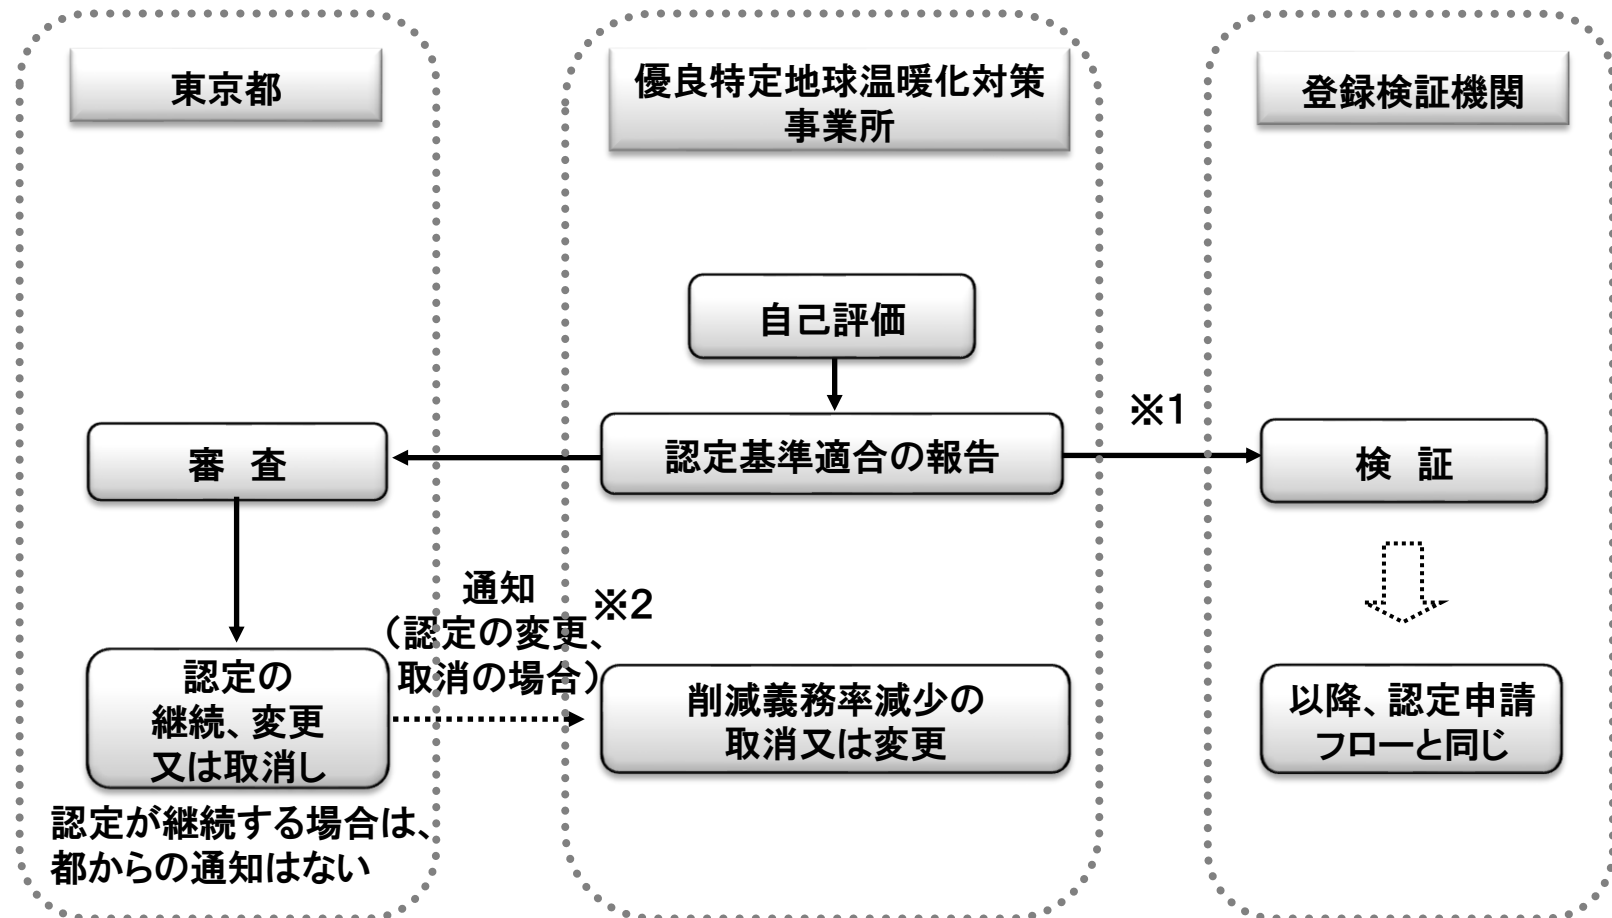 東京都
優良特定地球温暖化対策
事業所
登録検証機関
自己評価
認定基準適合の報告
※1
審　査
検　証
通知
※2
（認定の変更、
取消の場合）
認定の
継続、変更
又は取消し
削減義務率減少の
取消又は変更
以降、認定申請
フローと同じ
認定が継続する場合は、
都からの通知はない